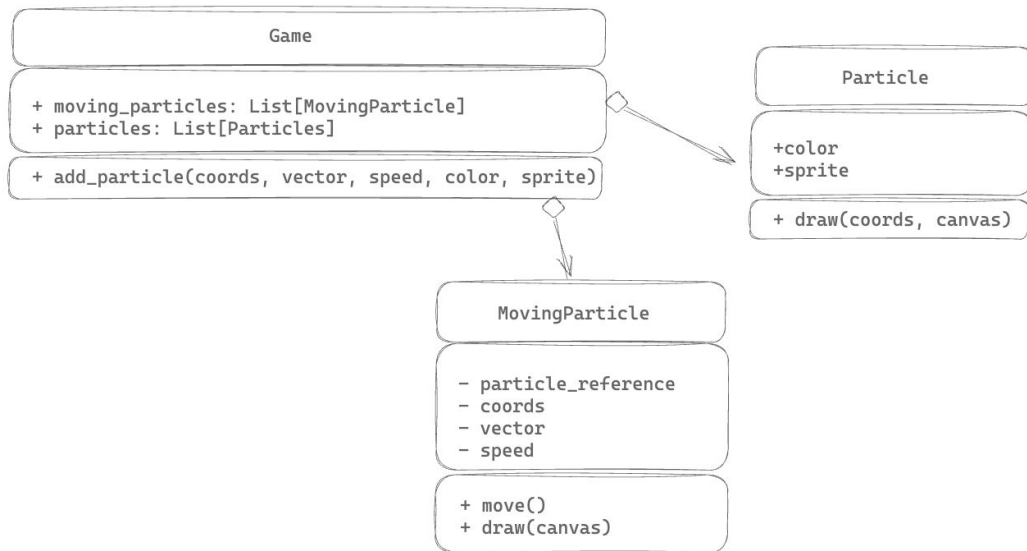 Game
+ moving_particles: List[MovingParticle]
+ particles: List[Particles]
+ add_particle(coords, vector, speed, color, sprite)
Particle
+color
+sprite
+ draw(coords, canvas)
MovingParticle
- particle_reference
- coords
- vector
- speed
+ move()
+ draw(canvas)